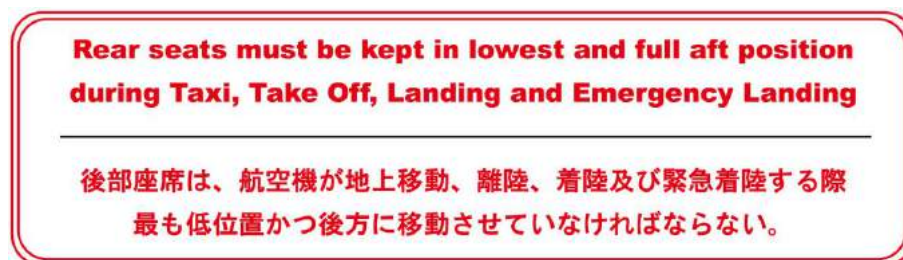 Rear seats must be kept in lowest and full aft position
during Taxi, Take Off, Landing and Emergency Landing
後部座席は、航空機が地上移動、離陸、着陸及び緊急着陸する際
最も低位置かつ後方に移動させていなければならない。